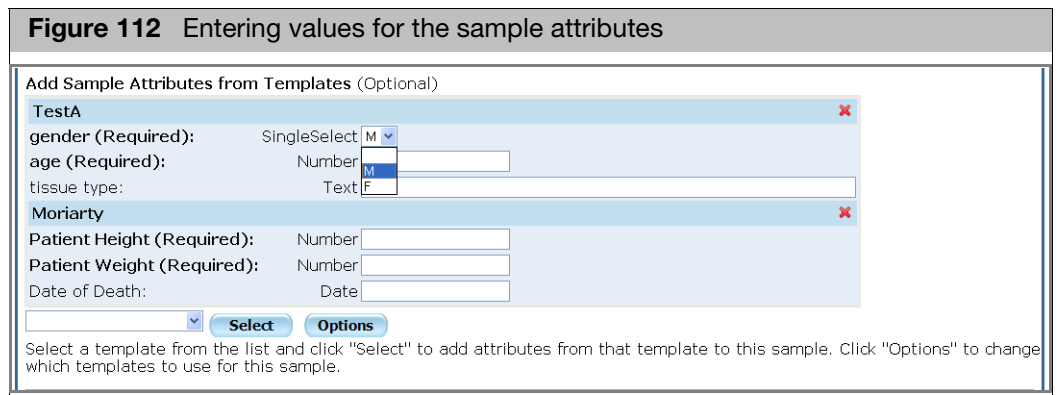 Figure 112 Entering values for the sample attributes
Add Sample Attributes from Templates (Optional)
TestA
gender (Required): SingleSelect M
age (Required): Number
M
tissue type: Text F
Moriarty
Patient Height (Required): Number
Patient Weight (Required): Number
Date of Death: Date
Select Options
Select a template from the list and click "Select" to add attributes from that template to this sample. Click "Options" to change
which templates to use for this sample.